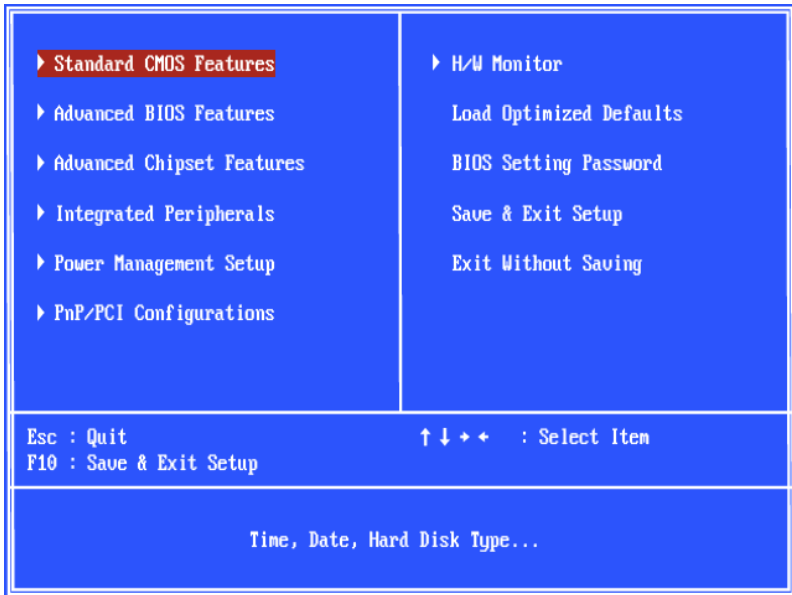 Standard CMOS Features
Advanced BIOS Features
Advanced Chipset Features
Integrated Peripherals
Power Management Setup
PnP/PCI Configurations
H/W Monitor
Load Optimized Defaults
BIOS Setting Password
Save & Exit Setup
Exit Without Saving
Esc : Quit
F10 : Save & Exit Setup
↑ ↓ → ← : Select Item
Time, Date, Hard Disk Type...